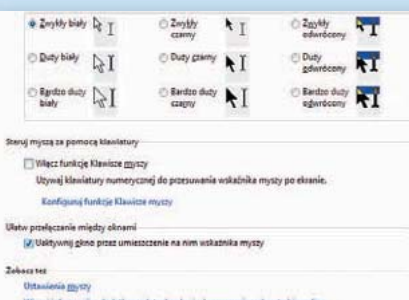 Zwykły biały Zwykły czarny Zwykły odwrócony
Duży biały Duży czarny Duży odwrócony
Bardzo duży biały Bardzo duży czarny Bardzo duży odwrócony
Steruj myszą za pomocą klawiatury
Włącz funkcję Klawisze myszy
Używaj klawiatury numerycznej do przesuwania wskaźnika myszy po ekranie.
Konfiguruj funkcję Klawisze myszy
Ułatw przełączanie między oknami
Uaktywnij okno przez umieszczenie na nim wskaźnika myszy
Zobacz też
Ustawienia myszy